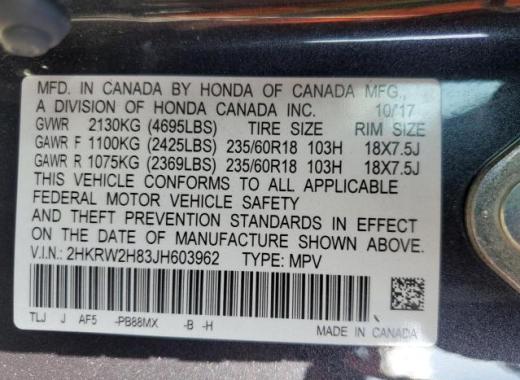 MFD. IN CANADA BY HONDA OF CANADA MFG.,
A DIVISION OF HONDA CANADA INC. 10/17
GVWR 2130KG (4695LBS) TIRE SIZE RIM SIZE
GAWR F 1100KG (2425LBS) 235/60R18 103H 18X7.5J
GAWR R 1075KG (2369LBS) 235/60R18 103H 18X7.5J
THIS VEHICLE CONFORMS TO ALL APPLICABLE
FEDERAL MOTOR VEHICLE SAFETY
AND THEFT PREVENTION STANDARDS IN EFFECT
ON THE DATE OF MANUFACTURE SHOWN ABOVE.
V.I.N.: 2HKRW2H83JH603962 TYPE: MPV
TLJ J AF5 -PB88MX -B -H
MADE IN CANADA